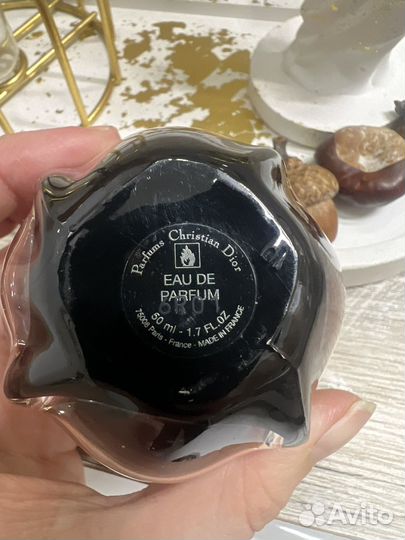 Parfums Christian Dior
EAU DE
PARFUM
50 ml - 1.7 FL.OZ
75008 Paris - France - MADE IN FRANCE
Avito